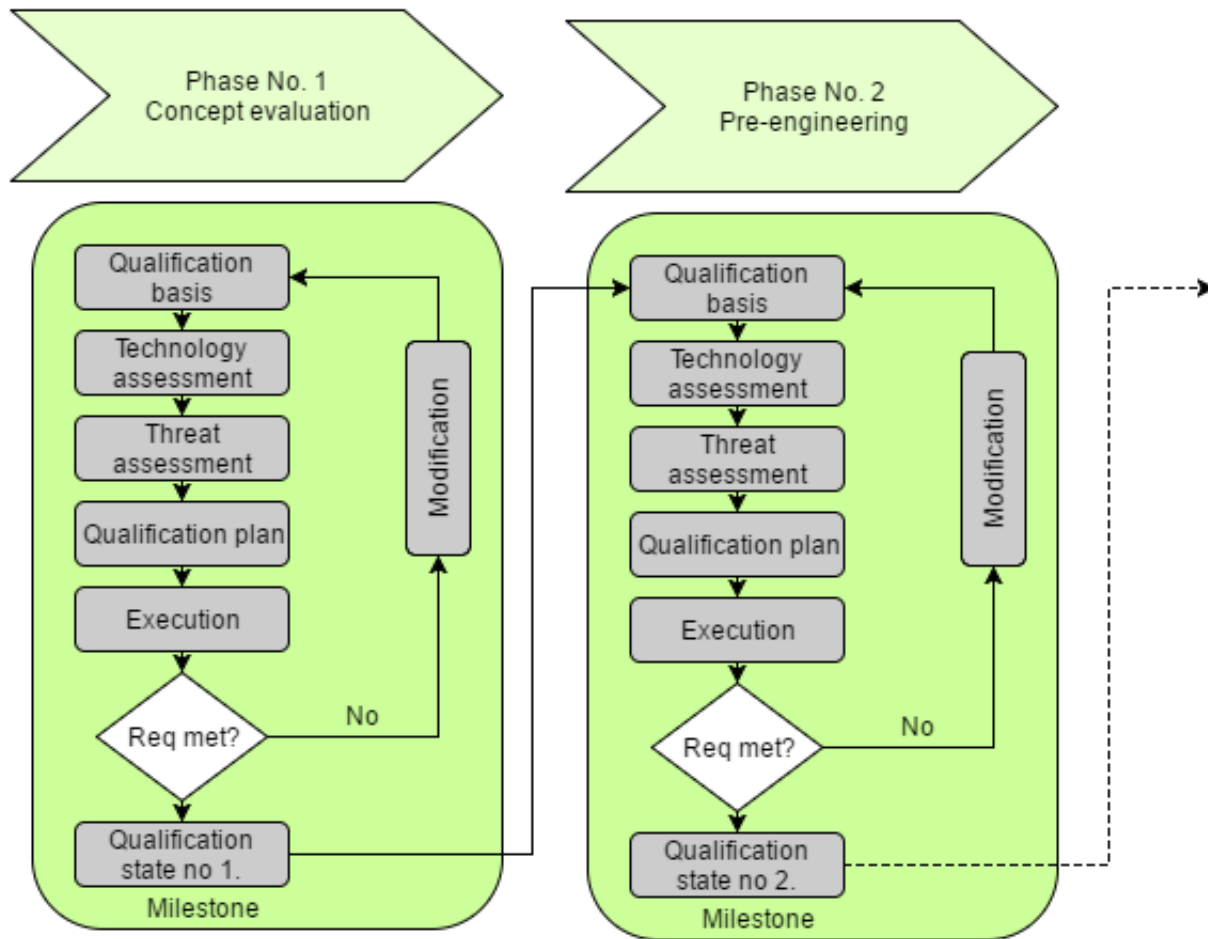 Phase No. 1
Concept evaluation
Phase No. 2
Pre-engineering
Qualification
basis
Technology
assessment
Threat
assessment
Qualification plan
Execution
Req met?
No
Modification
Qualification
state no 1.
Milestone
Qualification
basis
Technology
assessment
Threat
assessment
Qualification plan
Execution
Req met?
No
Modification
Qualification
state no 2.
Milestone